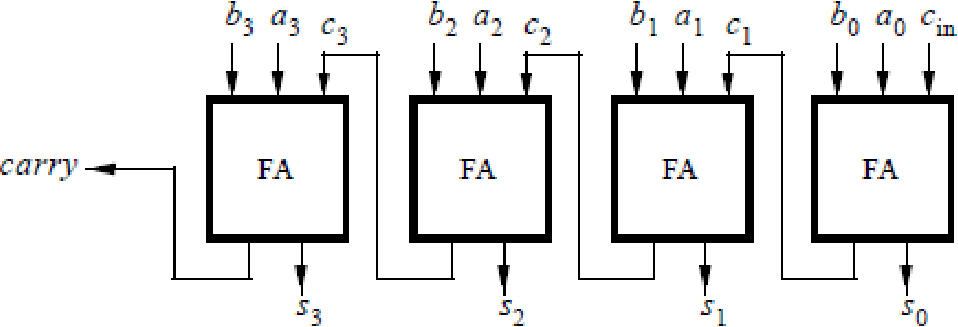 b₃ a₃ c₃ b₂ a₂ c₂ b₁ a₁ c₁ b₀ a₀ c_in
carry FA FA FA FA
s₃ s₂ s₁ s₀